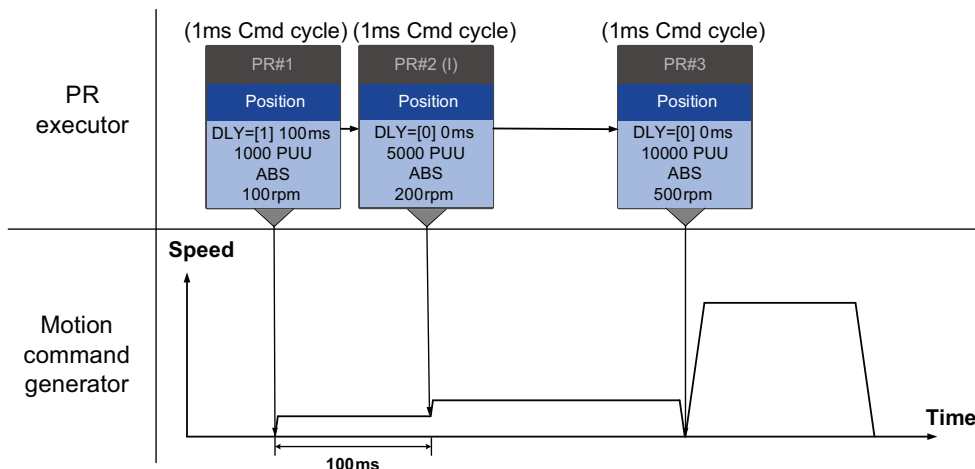 (1ms Cmd cycle) (1ms Cmd cycle) (1ms Cmd cycle)
PR#1
Position
DLY=[1] 100ms
1000 PUU
ABS
100rpm
PR#2 (I)
Position
DLY=[0] 0ms
5000 PUU
ABS
200rpm
PR#3
Position
DLY=[0] 0ms
10000 PUU
ABS
500rpm
PR
executor
Speed
Motion
command
generator
Time
100ms